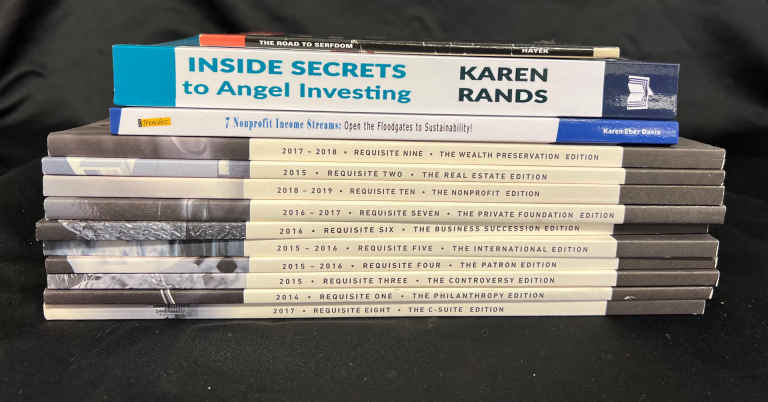 THE ROAD TO SERFDOM HAYEK
INSIDE SECRETS
to Angel Investing
KAREN
RANDS
7 Nonprofit Income Streams: Open the Floodgates to Sustainability! Karen Eber Davis
2017 – 2018 • REQUISITE NINE • THE WEALTH PRESERVATION EDITION
2015 • REQUISITE TWO • THE REAL ESTATE EDITION
2018 – 2019 • REQUISITE TEN • THE NONPROFIT EDITION
2016 – 2017 • REQUISITE SEVEN • THE PRIVATE FOUNDATION EDITION
2016 • REQUISITE SIX • THE BUSINESS SUCCESSION EDITION
2015 – 2016 • REQUISITE FIVE • THE INTERNATIONAL EDITION
2015 – 2016 • REQUISITE FOUR • THE PATRON EDITION
2015 • REQUISITE THREE • THE CONTROVERSY EDITION
2014 • REQUISITE ONE • THE PHILANTHROPY EDITION
2017 • REQUISITE EIGHT • THE C-SUITE EDITION